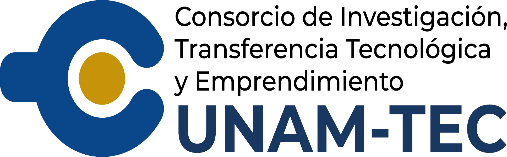 Consorcio de Investigación,
Transferencia Tecnológica
y Emprendimiento
UNAM-TEC